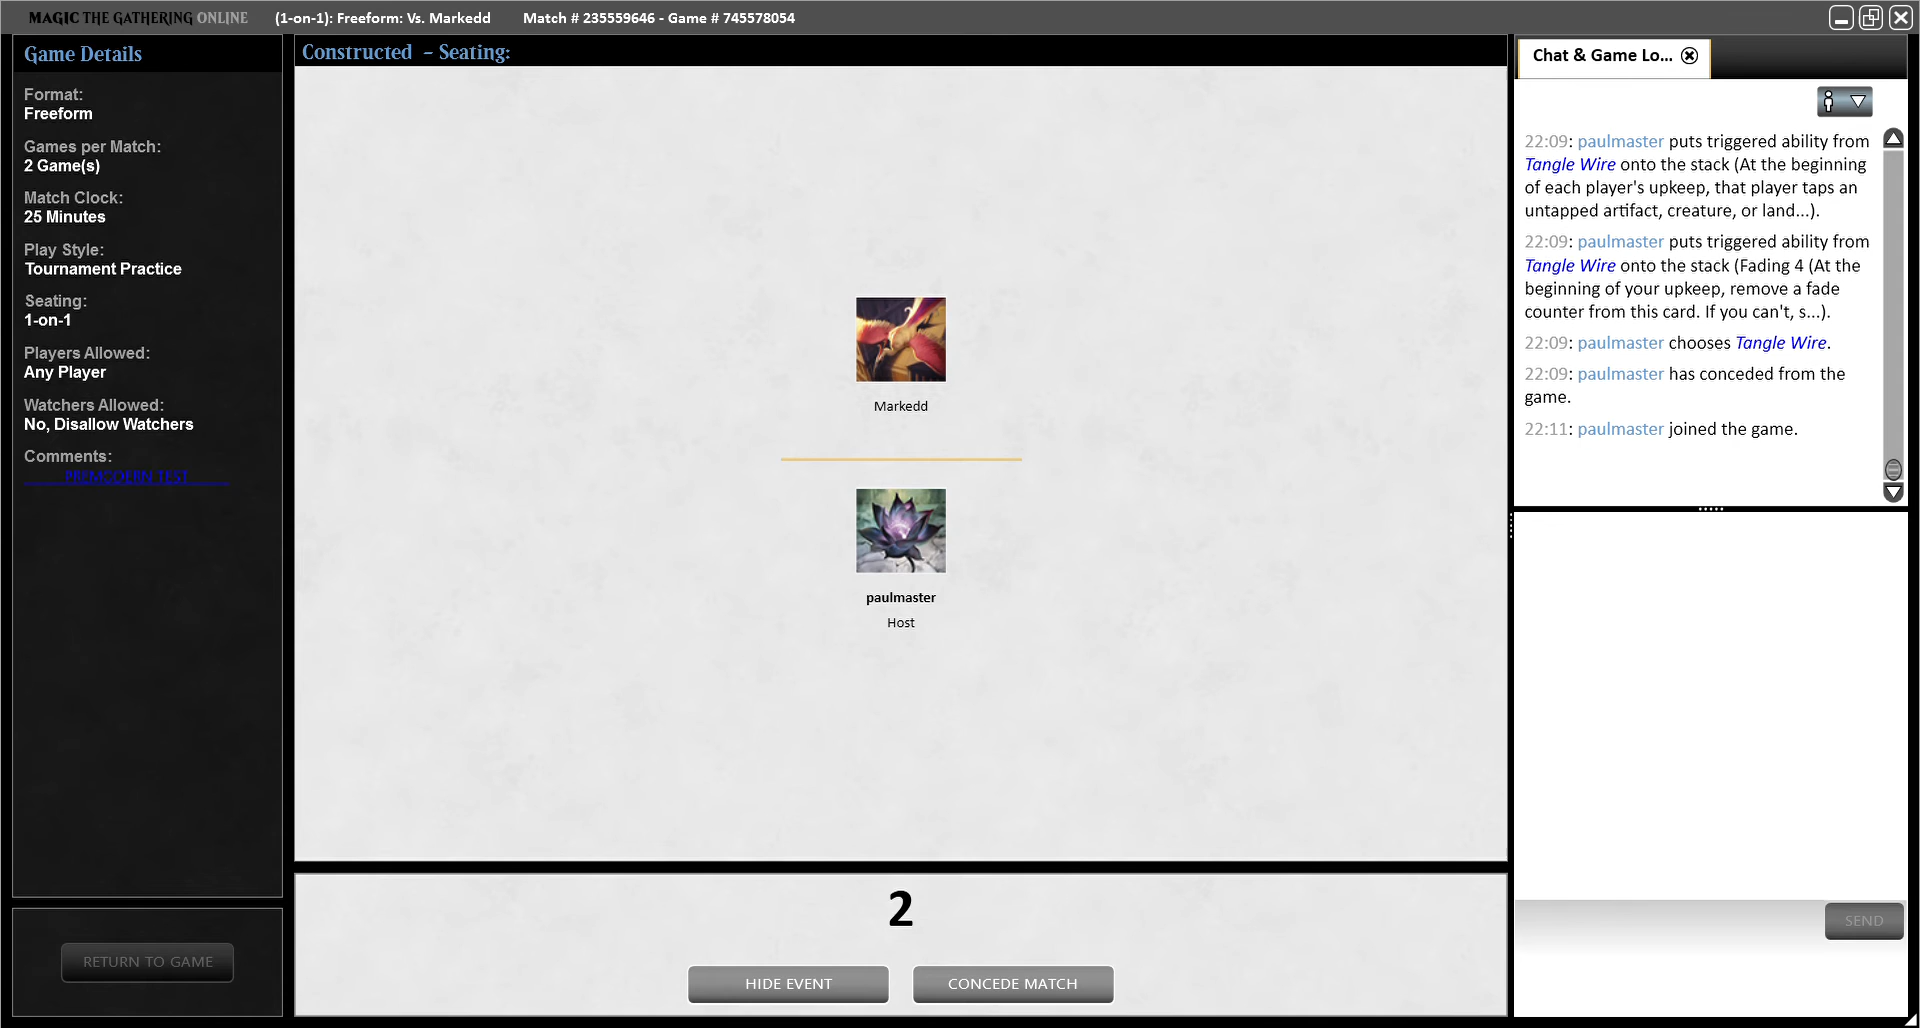 MAGIC THE GATHERING ONLINE
(1-on-1): Freeform: Vs. Markedd
Match # 235559646 - Game # 745578054
Game Details
Format:
Freeform
Games per Match:
2 Game(s)
Match Clock:
25 Minutes
Play Style:
Tournament Practice
Seating:
1-on-1
Players Allowed:
Any Player
Watchers Allowed:
No, Disallow Watchers
Comments:
PREMODERN TEST
RETURN TO GAME
Constructed – Seating:
Markedd
paulmaster
Host
2
HIDE EVENT
CONCEDE MATCH
Chat & Game Lo...
22:09: paulmaster puts triggered ability from
Tangle Wire onto the stack (At the beginning
of each player's upkeep, that player taps an
untapped artifact, creature, or land...).
22:09: paulmaster puts triggered ability from
Tangle Wire onto the stack (Fading 4 (At the
beginning of your upkeep, remove a fade
counter from this card. If you can't, s...).
22:09: paulmaster chooses Tangle Wire.
22:09: paulmaster has conceded from the
game.
22:11: paulmaster joined the game.
SEND